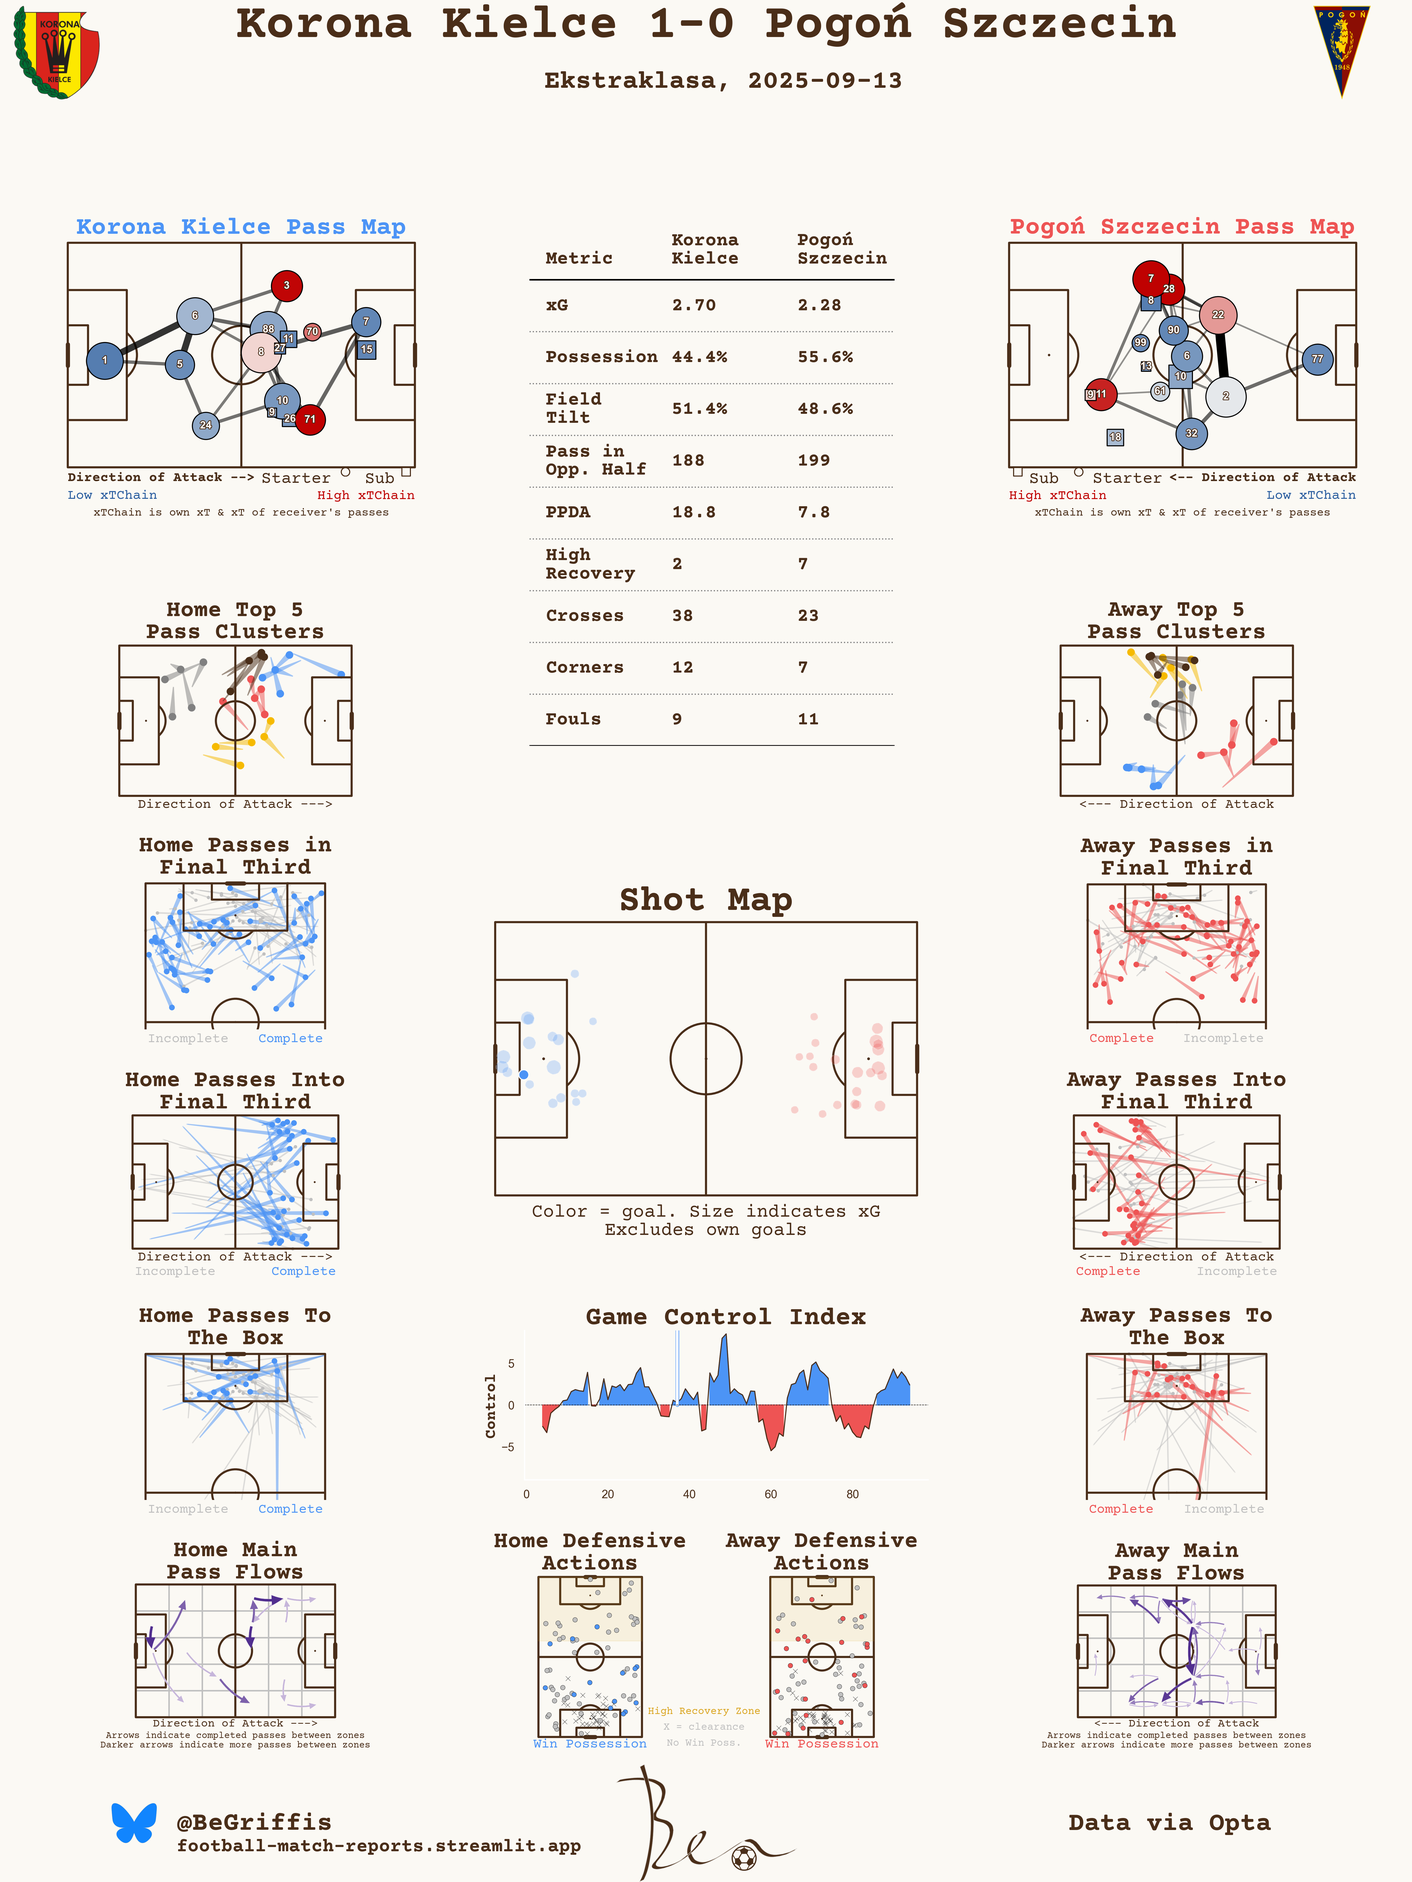 Korona Kielce 1-0 Pogoń Szczecin
Ekstraklasa, 2025-09-13
KORONA
KIELCE
POGOŃ
1948
Korona Kielce Pass Map
3
6
7
88
11
70
8
27
15
1
5
10
9
26
71
24
Direction of Attack --> Starter Sub
Low xTChain High xTChain
xTChain is own xT & xT of receiver's passes
Metric Korona Kielce Pogoń Szczecin
xG 2.70 2.28
Possession 44.4% 55.6%
Field Tilt 51.4% 48.6%
Pass in Opp. Half 188 199
PPDA 18.8 7.8
High Recovery 2 7
Crosses 38 23
Corners 12 7
Fouls 9 11
Pogoń Szczecin Pass Map
7
28
8
22
90
99
6
77
13
10
61
9
11
2
32
18
Sub Starter <-- Direction of Attack
High xTChain Low xTChain
xTChain is own xT & xT of receiver's passes
Home Top 5
Pass Clusters
Direction of Attack --->
Away Top 5
Pass Clusters
<--- Direction of Attack
Home Passes in
Final Third
Incomplete Complete
Away Passes in
Final Third
Complete Incomplete
Shot Map
Color = goal. Size indicates xG
Excludes own goals
Home Passes Into
Final Third
Direction of Attack --->
Incomplete Complete
Away Passes Into
Final Third
<--- Direction of Attack
Complete Incomplete
Home Passes To
The Box
Incomplete Complete
Game Control Index
Control
5
0
−5
0 20 40 60 80
Away Passes To
The Box
Complete Incomplete
Home Main
Pass Flows
Direction of Attack --->
Arrows indicate completed passes between zones
Darker arrows indicate more passes between zones
Home Defensive
Actions
Win Possession
Away Defensive
Actions
Win Possession
High Recovery Zone
X = clearance
No Win Poss.
Away Main
Pass Flows
<--- Direction of Attack
Arrows indicate completed passes between zones
Darker arrows indicate more passes between zones
@BeGriffis
football-match-reports.streamlit.app
Ben
Data via Opta